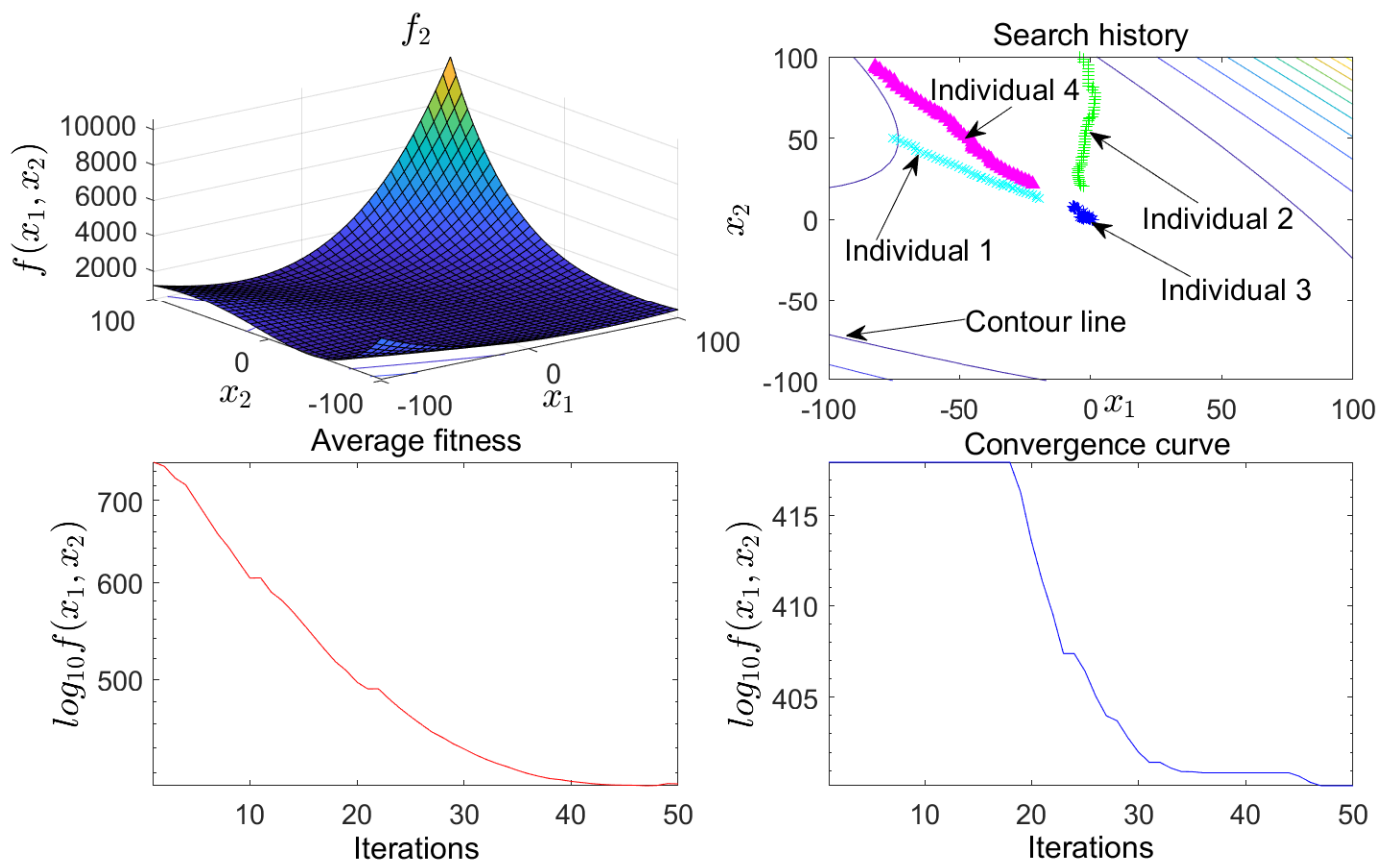 f2
f(x1, x2)
10000
8000
6000
4000
2000
100
0
-100
x2
-100
0
100
x1
Search history
x2
100
50
0
-50
-100
Individual 4
Individual 2
Individual 1
Individual 3
Contour line
-100
-50
0
50
100
x1
Average fitness
log10f(x1, x2)
700
600
500
10
20
30
40
50
Iterations
Convergence curve
log10f(x1, x2)
415
410
405
10
20
30
40
50
Iterations